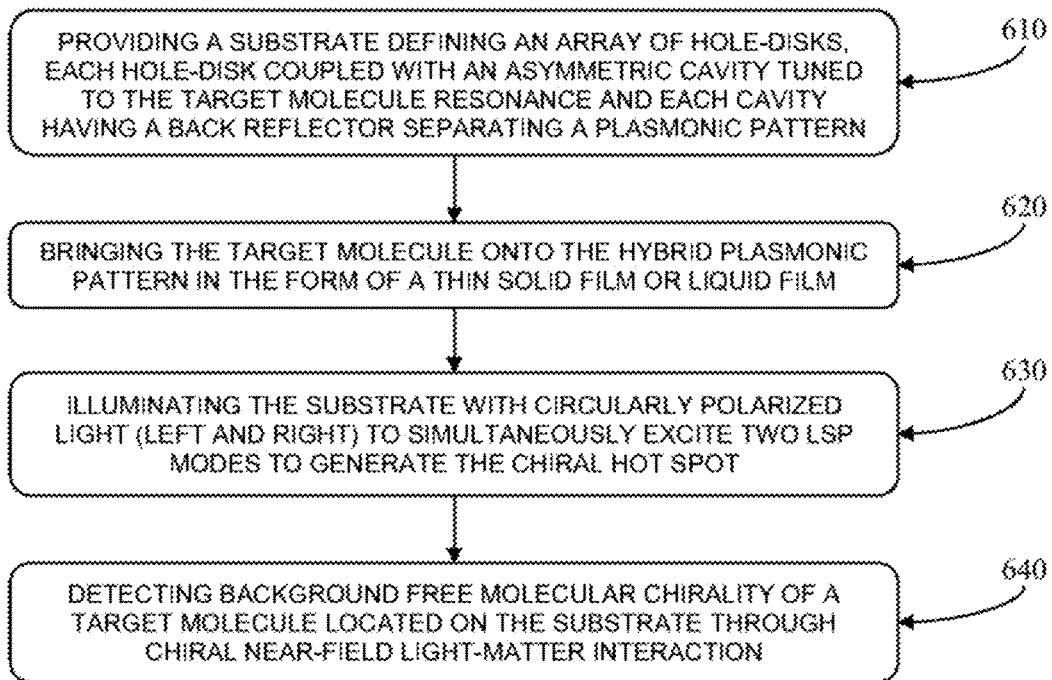 PROVIDING A SUBSTRATE DEFINING AN ARRAY OF HOLE-DISKS,
EACH HOLE-DISK COUPLED WITH AN ASYMMETRIC CAVITY TUNED
TO THE TARGET MOLECULE RESONANCE AND EACH CAVITY
HAVING A BACK REFLECTOR SEPARATING A PLASMONIC PATTERN
610
BRINGING THE TARGET MOLECULE ONTO THE HYBRID PLASMONIC
PATTERN IN THE FORM OF A THIN SOLID FILM OR LIQUID FILM
620
ILLUMINATING THE SUBSTRATE WITH CIRCULARLY POLARIZED
LIGHT (LEFT AND RIGHT) TO SIMULTANEOUSLY EXCITE TWO LSP
MODES TO GENERATE THE CHIRAL HOT SPOT
630
DETECTING BACKGROUND FREE MOLECULAR CHIRALITY OF A
TARGET MOLECULE LOCATED ON THE SUBSTRATE THROUGH
CHIRAL NEAR-FIELD LIGHT-MATTER INTERACTION
640